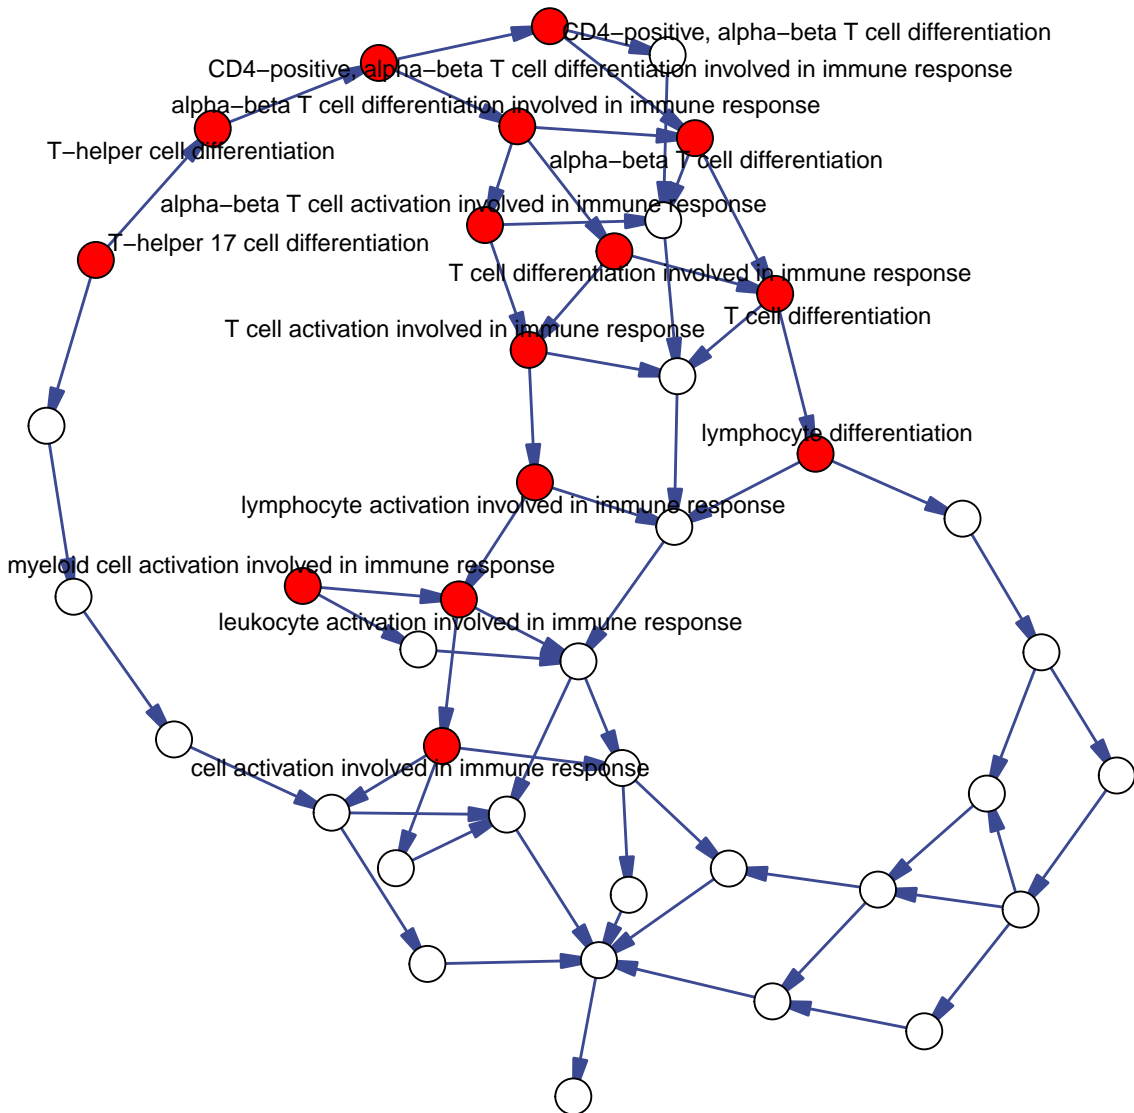 CD4−positive, alpha−beta T cell differentiation
CD4−positive, alpha−beta T cell differentiation involved in immune response
alpha−beta T cell differentiation involved in immune response
T−helper cell differentiation
alpha−beta T cell differentiation
alpha−beta T cell activation involved in immune response
T−helper 17 cell differentiation
T cell differentiation involved in immune response
T cell differentiation
T cell activation involved in immune response
lymphocyte differentiation
lymphocyte activation involved in immune response
myeloid cell activation involved in immune response
leukocyte activation involved in immune response
cell activation involved in immune response